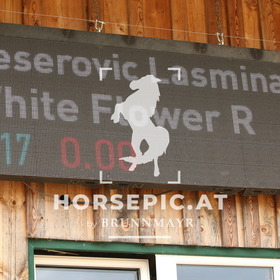 eserovic Lasmina
White Flower R
17 0.00
HORSEPIC.AT
by BRUNNMAYR